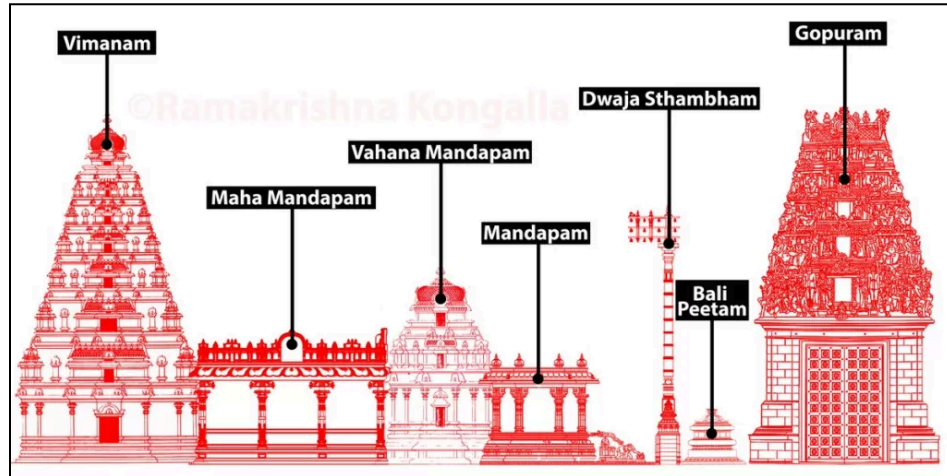 Vimanam
Gopuram
©Ramakrishna Kongalla
Dwaja Sthambham
Vahana Mandapam
Maha Mandapam
Mandapam
Bali
Peetam